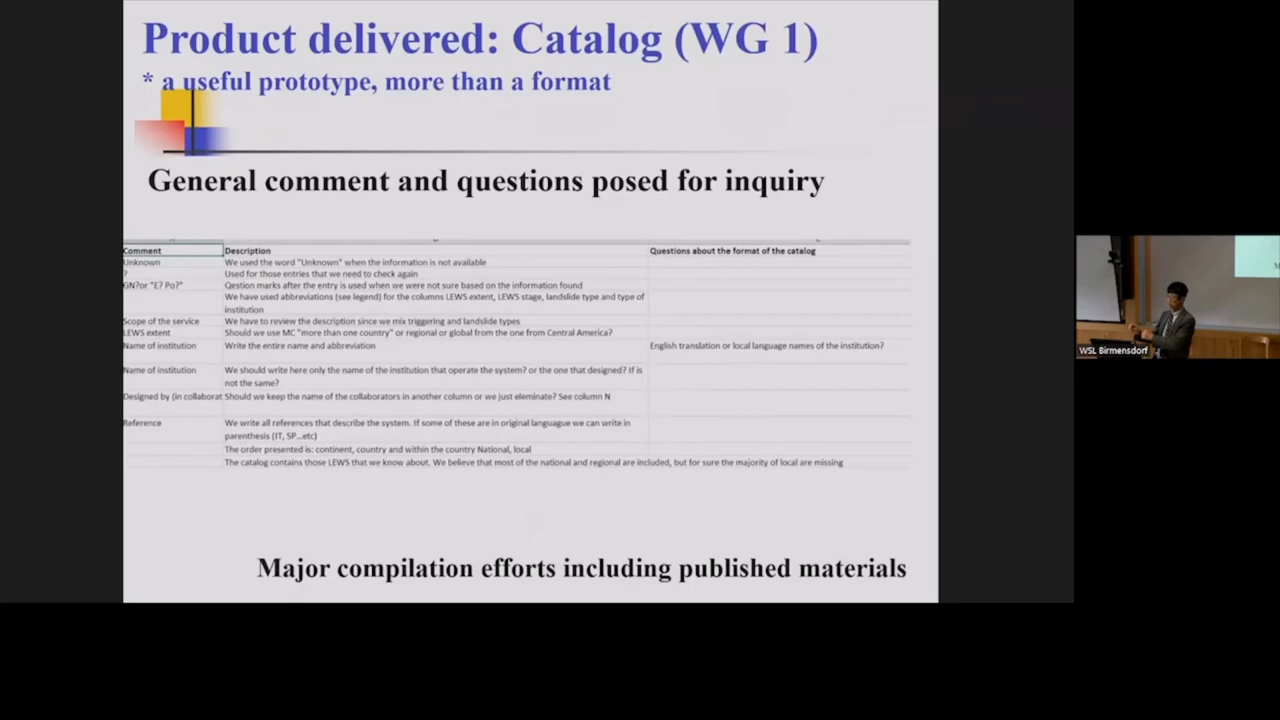 Product delivered: Catalog (WG 1)
* a useful prototype, more than a format
General comment and questions posed for inquiry
Comment Description Questions about the format of the catalog
Unknown We used the word "Unknown" when the information is not available
? Used for those entries that we need to check again
GN?or "E? Po?" Qestion marks after the entry is used when we were not sure based on the information found
We have used abbreviations (see legend) for the columns LEWS extent, LEWS stage, landslide type and type of
institution
Scope of the service We have to review the description since we mix triggering and landslide types
LEWS extent Should we use MC "more than one country" or regional or global from the one from Central America?
Name of institution Write the entire name and abbreviation English translation or local language names of the institution?
Name of institution We should write here only the name of the institution that operate the system? or the one that designed? If is
not the same?
Designed by (in collaborat Should we keep the name of the collaborators in another column or we just eleminate? See column N
Reference We write all references that describe the system. If some of these are in original languague we can write in
parenthesis (IT, SP...etc)
The order presented is: continent, country and within the country National, local
The catalog contains those LEWS that we know about. We believe that most of the national and regional are included, but for sure the majority of local are missing
Major compilation efforts including published materials
WSL Birmensdorf